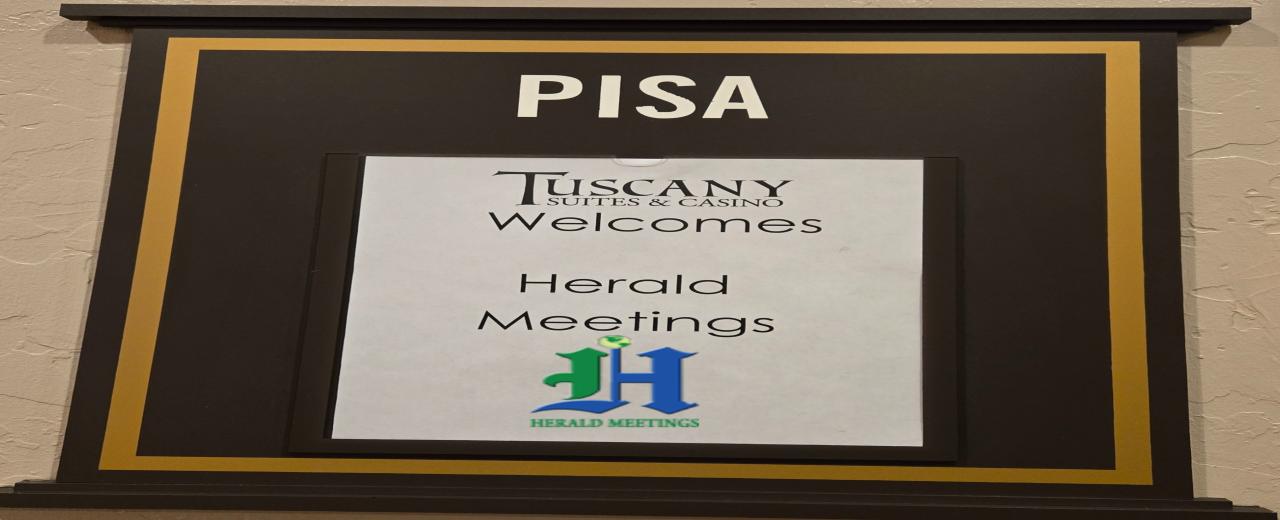 PISA
TUSCANY
SUITES & CASINO
Welcomes
Herald
Meetings
H
HERALD MEETINGS